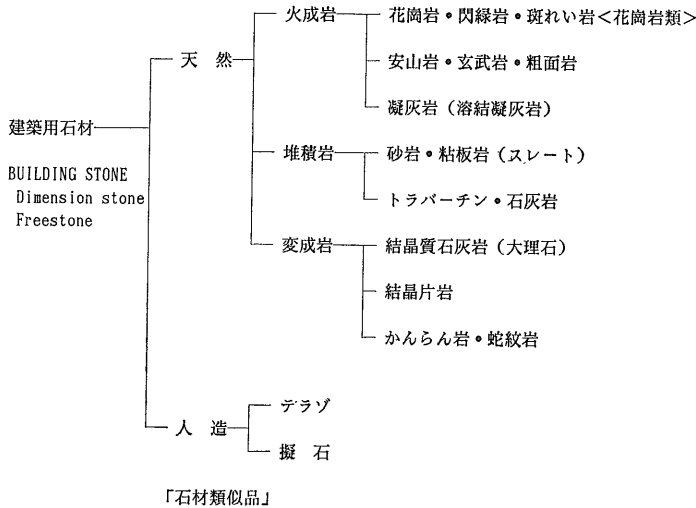 火成岩 花崗岩・閃緑岩・斑れい岩<花崗岩類>
天 然
安山岩・玄武岩・粗面岩
凝灰岩（溶結凝灰岩）
建築用石材
堆積岩 砂岩・粘板岩（スレート）
BUILDING STONE
Dimension stone
トラバーチン・石灰岩
Freestone
変成岩 結晶質石灰岩（大理石）
結晶片岩
かんらん岩・蛇紋岩
テラゾ
人 造
擬 石
「石材類似品」